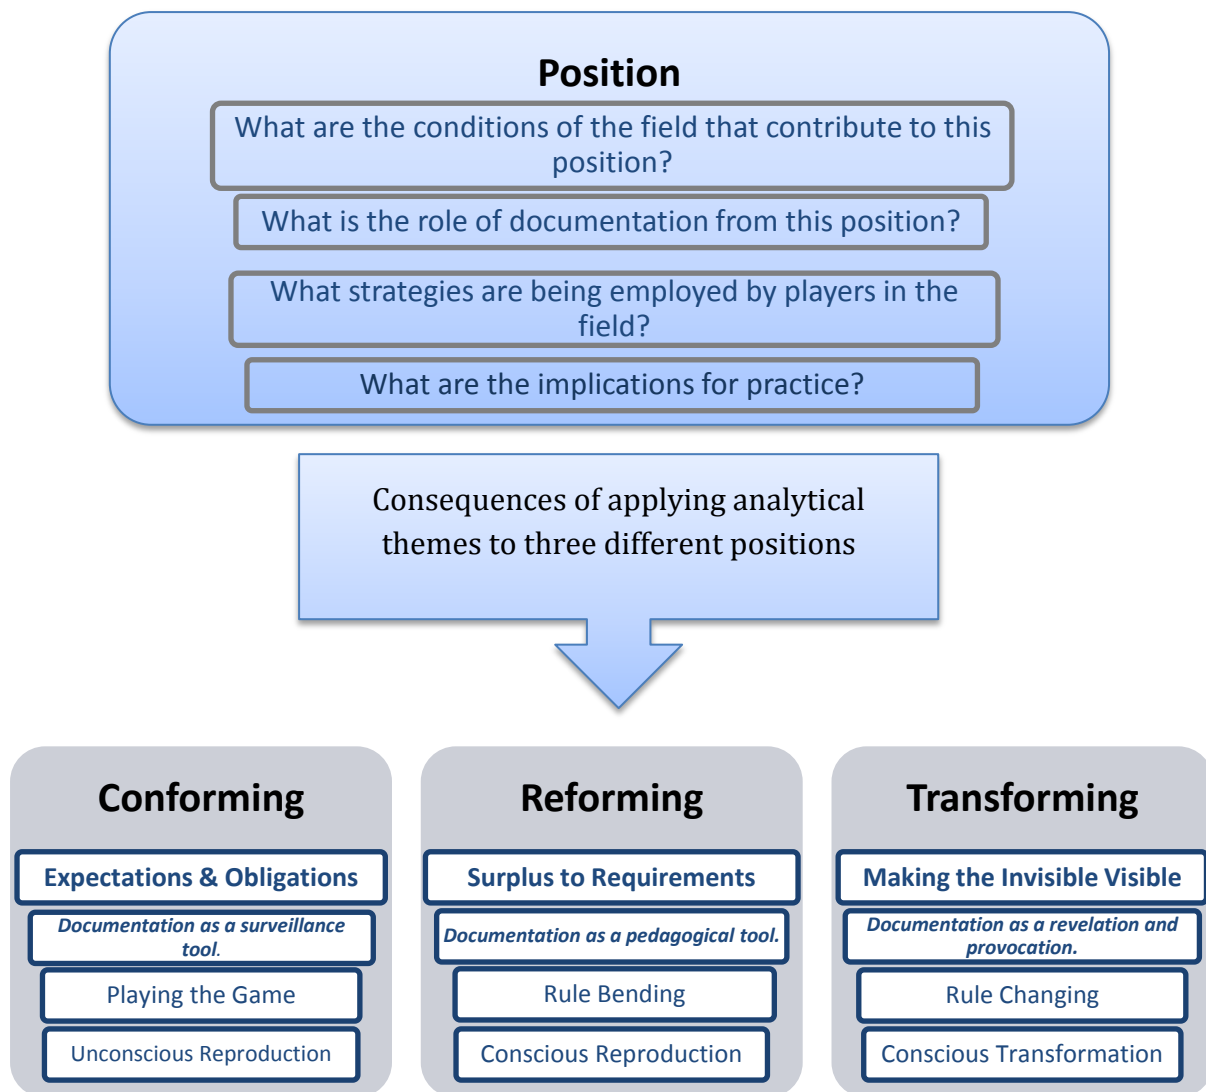 Position
What are the conditions of the field that contribute to this
position?
What is the role of documentation from this position?
What strategies are being employed by players in the
field?
What are the implications for practice?
Consequences of applying analytical
themes to three different positions
Conforming
Expectations & Obligations
Documentation as a surveillance
tool.
Playing the Game
Unconscious Reproduction
Reforming
Surplus to Requirements
Documentation as a pedagogical tool.
Rule Bending
Conscious Reproduction
Transforming
Making the Invisible Visible
Documentation as a revelation and
provocation.
Rule Changing
Conscious Transformation